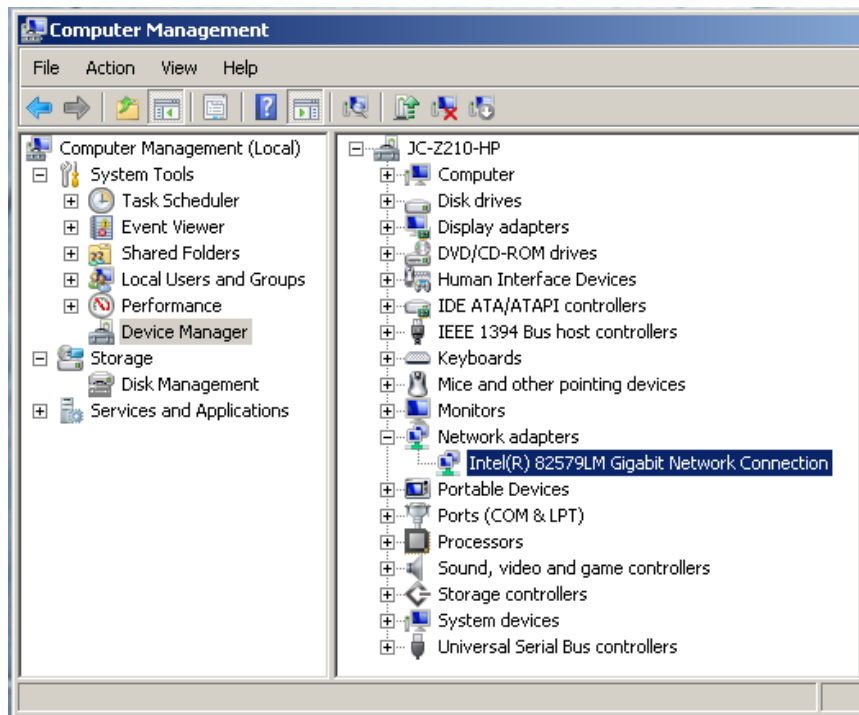 Computer Management
File Action View Help
Computer Management (Local)
System Tools
Task Scheduler
Event Viewer
Shared Folders
Local Users and Groups
Performance
Device Manager
Storage
Disk Management
Services and Applications
JC-Z210-HP
Computer
Disk drives
Display adapters
DVD/CD-ROM drives
Human Interface Devices
IDE ATA/ATAPI controllers
IEEE 1394 Bus host controllers
Keyboards
Mice and other pointing devices
Monitors
Network adapters
Intel(R) 82579LM Gigabit Network Connection
Portable Devices
Ports (COM & LPT)
Processors
Sound, video and game controllers
Storage controllers
System devices
Universal Serial Bus controllers